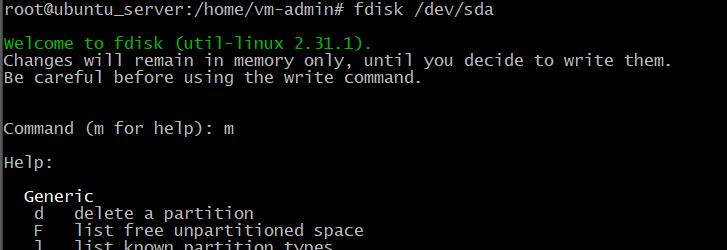 root@ubuntu_server:/home/vm-admin# fdisk /dev/sda
Welcome to fdisk (util-linux 2.31.1).
Changes will remain in memory only, until you decide to write them.
Be careful before using the write command.
Command (m for help): m
Help:
Generic
d   delete a partition
F   list free unpartitioned space
l   list known partition types